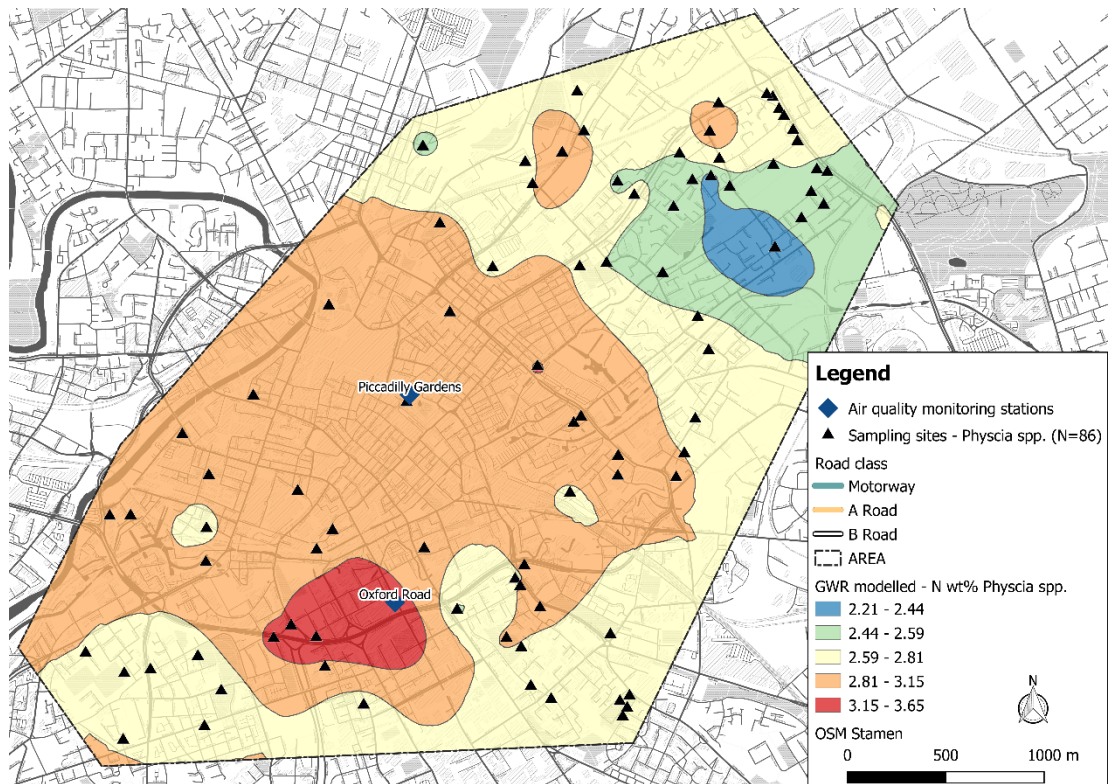 Piccadilly Gardens
Oxford Road
Legend
Air quality monitoring stations
Sampling sites - Physcia spp. (N=86)
Road class
Motorway
A Road
B Road
AREA
GWR modelled - N wt% Physcia spp.
2.21 - 2.44
2.44 - 2.59
2.59 - 2.81
2.81 - 3.15
3.15 - 3.65
N
OSM Stamen
0 500 1000 m